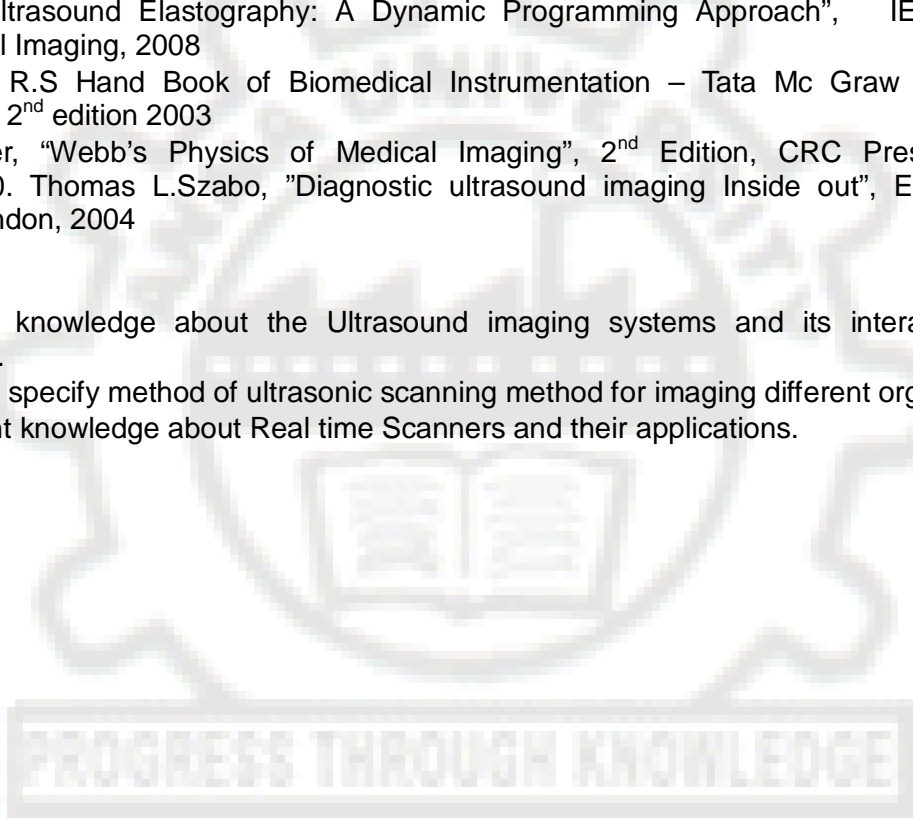 ltrasound Elastography: A Dynamic Programming Approach”, IE
l Imaging, 2008
R.S Hand Book of Biomedical Instrumentation – Tata Mc Graw
2nd edition 2003
er, “Webb’s Physics of Medical Imaging”, 2nd Edition, CRC Pres
0. Thomas L.Szabo, ”Diagnostic ultrasound imaging Inside out”, E
ndon, 2004
knowledge about the Ultrasound imaging systems and its intera
.
specify method of ultrasonic scanning method for imaging different org
nt knowledge about Real time Scanners and their applications.
PROGRESS THROUGH KNOWLEDGE